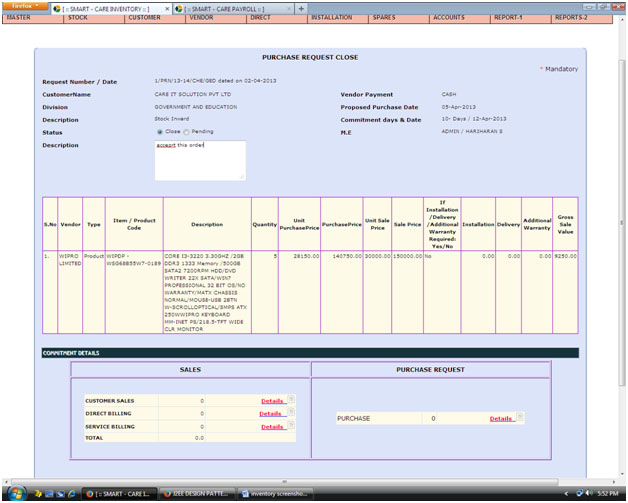 firefox
[ :: SMART - CARE INVENTORY :: ]
[ :: SMART - CARE PAYROLL :: ]
MASTER STOCK CUSTOMER VENDOR DIRECT INSTALLATION SPARES ACCOUNTS REPORT-1 REPORTS-2
PURCHASE REQUEST CLOSE
* Mandatory
Request Number / Date 1/PRN/13-14/CHE/GED dated on 02-04-2013
CustomerName CARE IT SOLUTION PVT LTD Vendor Payment CASH
Division GOVERNMENT AND EDUCATION Proposed Purchase Date 05-Apr-2013
Description Stock Inward Commitment days & Date 10- Days / 12-Apr-2013
Status Close Pending M.E ADMIN / HARIHARAN S
Description acceprt this order
If
Installation
/Delivery
/Additional
Warranty
Required:
Yes/No
S.No Vendor Type Item / Product Code Description Quantity Unit PurchasePrice PurchasePrice Unit Sale Price Sale Price Installation Delivery Additional Warranty Gross Sale Value
1. WIPRO LIMITED Product WIPDP - WSG68B55W7-0189 CORE I3-3220 3.30GHZ /2GB 5 28150.00 140750.00 30000.00 150000.00 No 0.00 0.00 0.00 9250.00
DDR3 1333 Memory /500GB
SATA2 7200RPM HDD/DVD
WRITER 22X SATA/WIN7
PROFESSIONAL 32 BIT OS/NO
WARRANTY/MATX CHASSIS
NORMAL/MOUSE-USB 2BTN
W-SCROLLOPTICAL/SMPS ATX
250WWIPRO KEYBOARD
MM-INET PS/218.5-TFT WIDE
CLR MONITOR
COMMITMENT DETAILS
SALES PURCHASE REQUEST
CUSTOMER SALES 0 Details
DIRECT BILLING 0 Details
SERVICE BILLING 0 Details
TOTAL 0.0
PURCHASE 0 Details
[ :: SMART - CARE I... IZEE DESIGN PATTE... inventory screensho... 5:52 PM